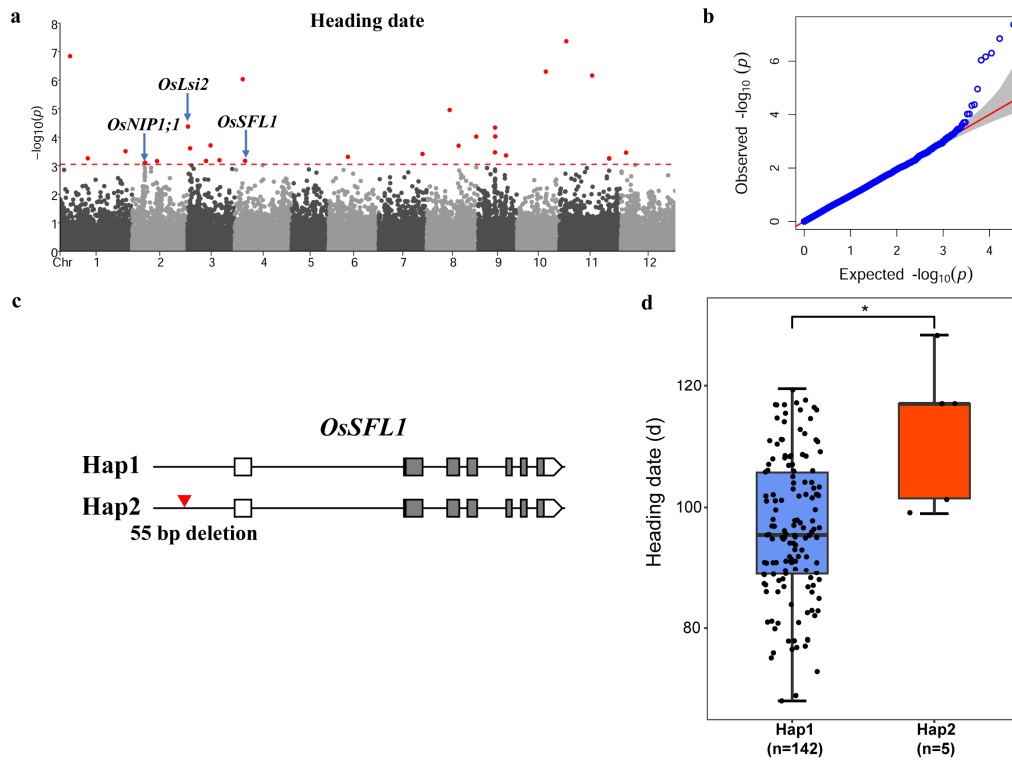 a
Heading date
8
7
6
5
4
3
2
1
0
−log10(p)
OsLsi2
OsNIP1;1
OsSFL1
Chr 1 2 3 4 5 6 7 8 9 10 11 12
b
Observed -log10 (p)
6
4
2
0
0 1 2 3 4
Expected -log10(p)
c
OsSFL1
Hap1
Hap2
55 bp deletion
d
*
Heading date (d)
120
100
80
Hap1 Hap2
(n=142) (n=5)